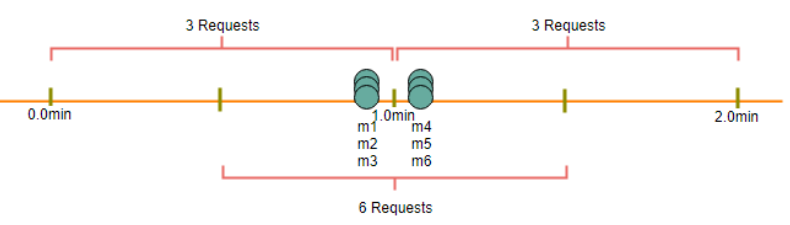 3 Requests
3 Requests
0.0min
1.0min
2.0min
m1
m2
m3
m4
m5
m6
6 Requests